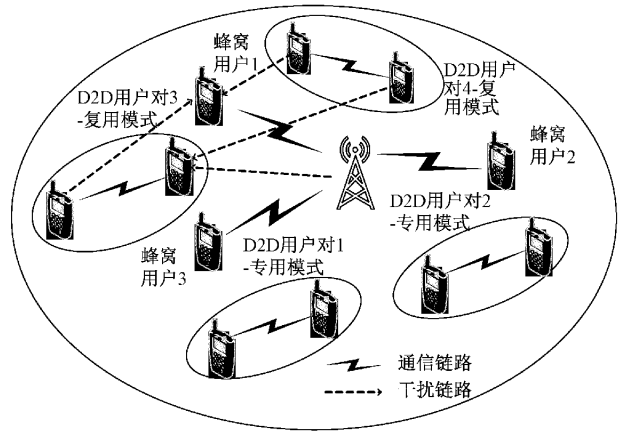 蜂窝
用户1
D2D用户
对4-复
用模式
D2D用户对3
-复用模式
蜂窝
用户2
D2D用户对2
-专用模式
蜂窝
用户3
D2D用户对1
-专用模式
通信链路
干扰链路